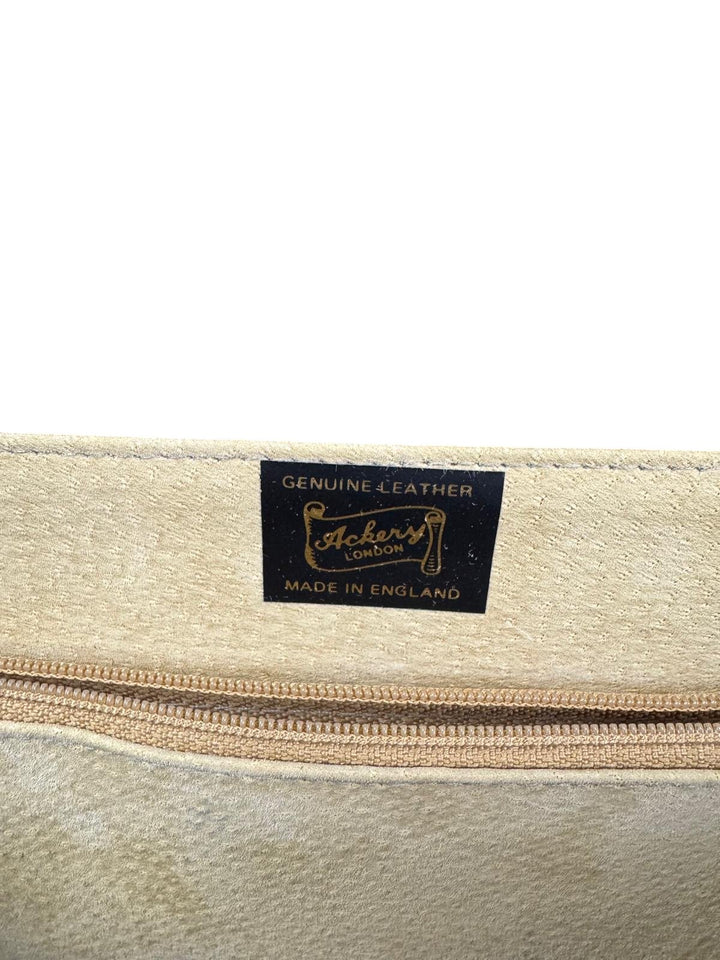 GENUINE LEATHER
Ackery
LONDON
MADE IN ENGLAND